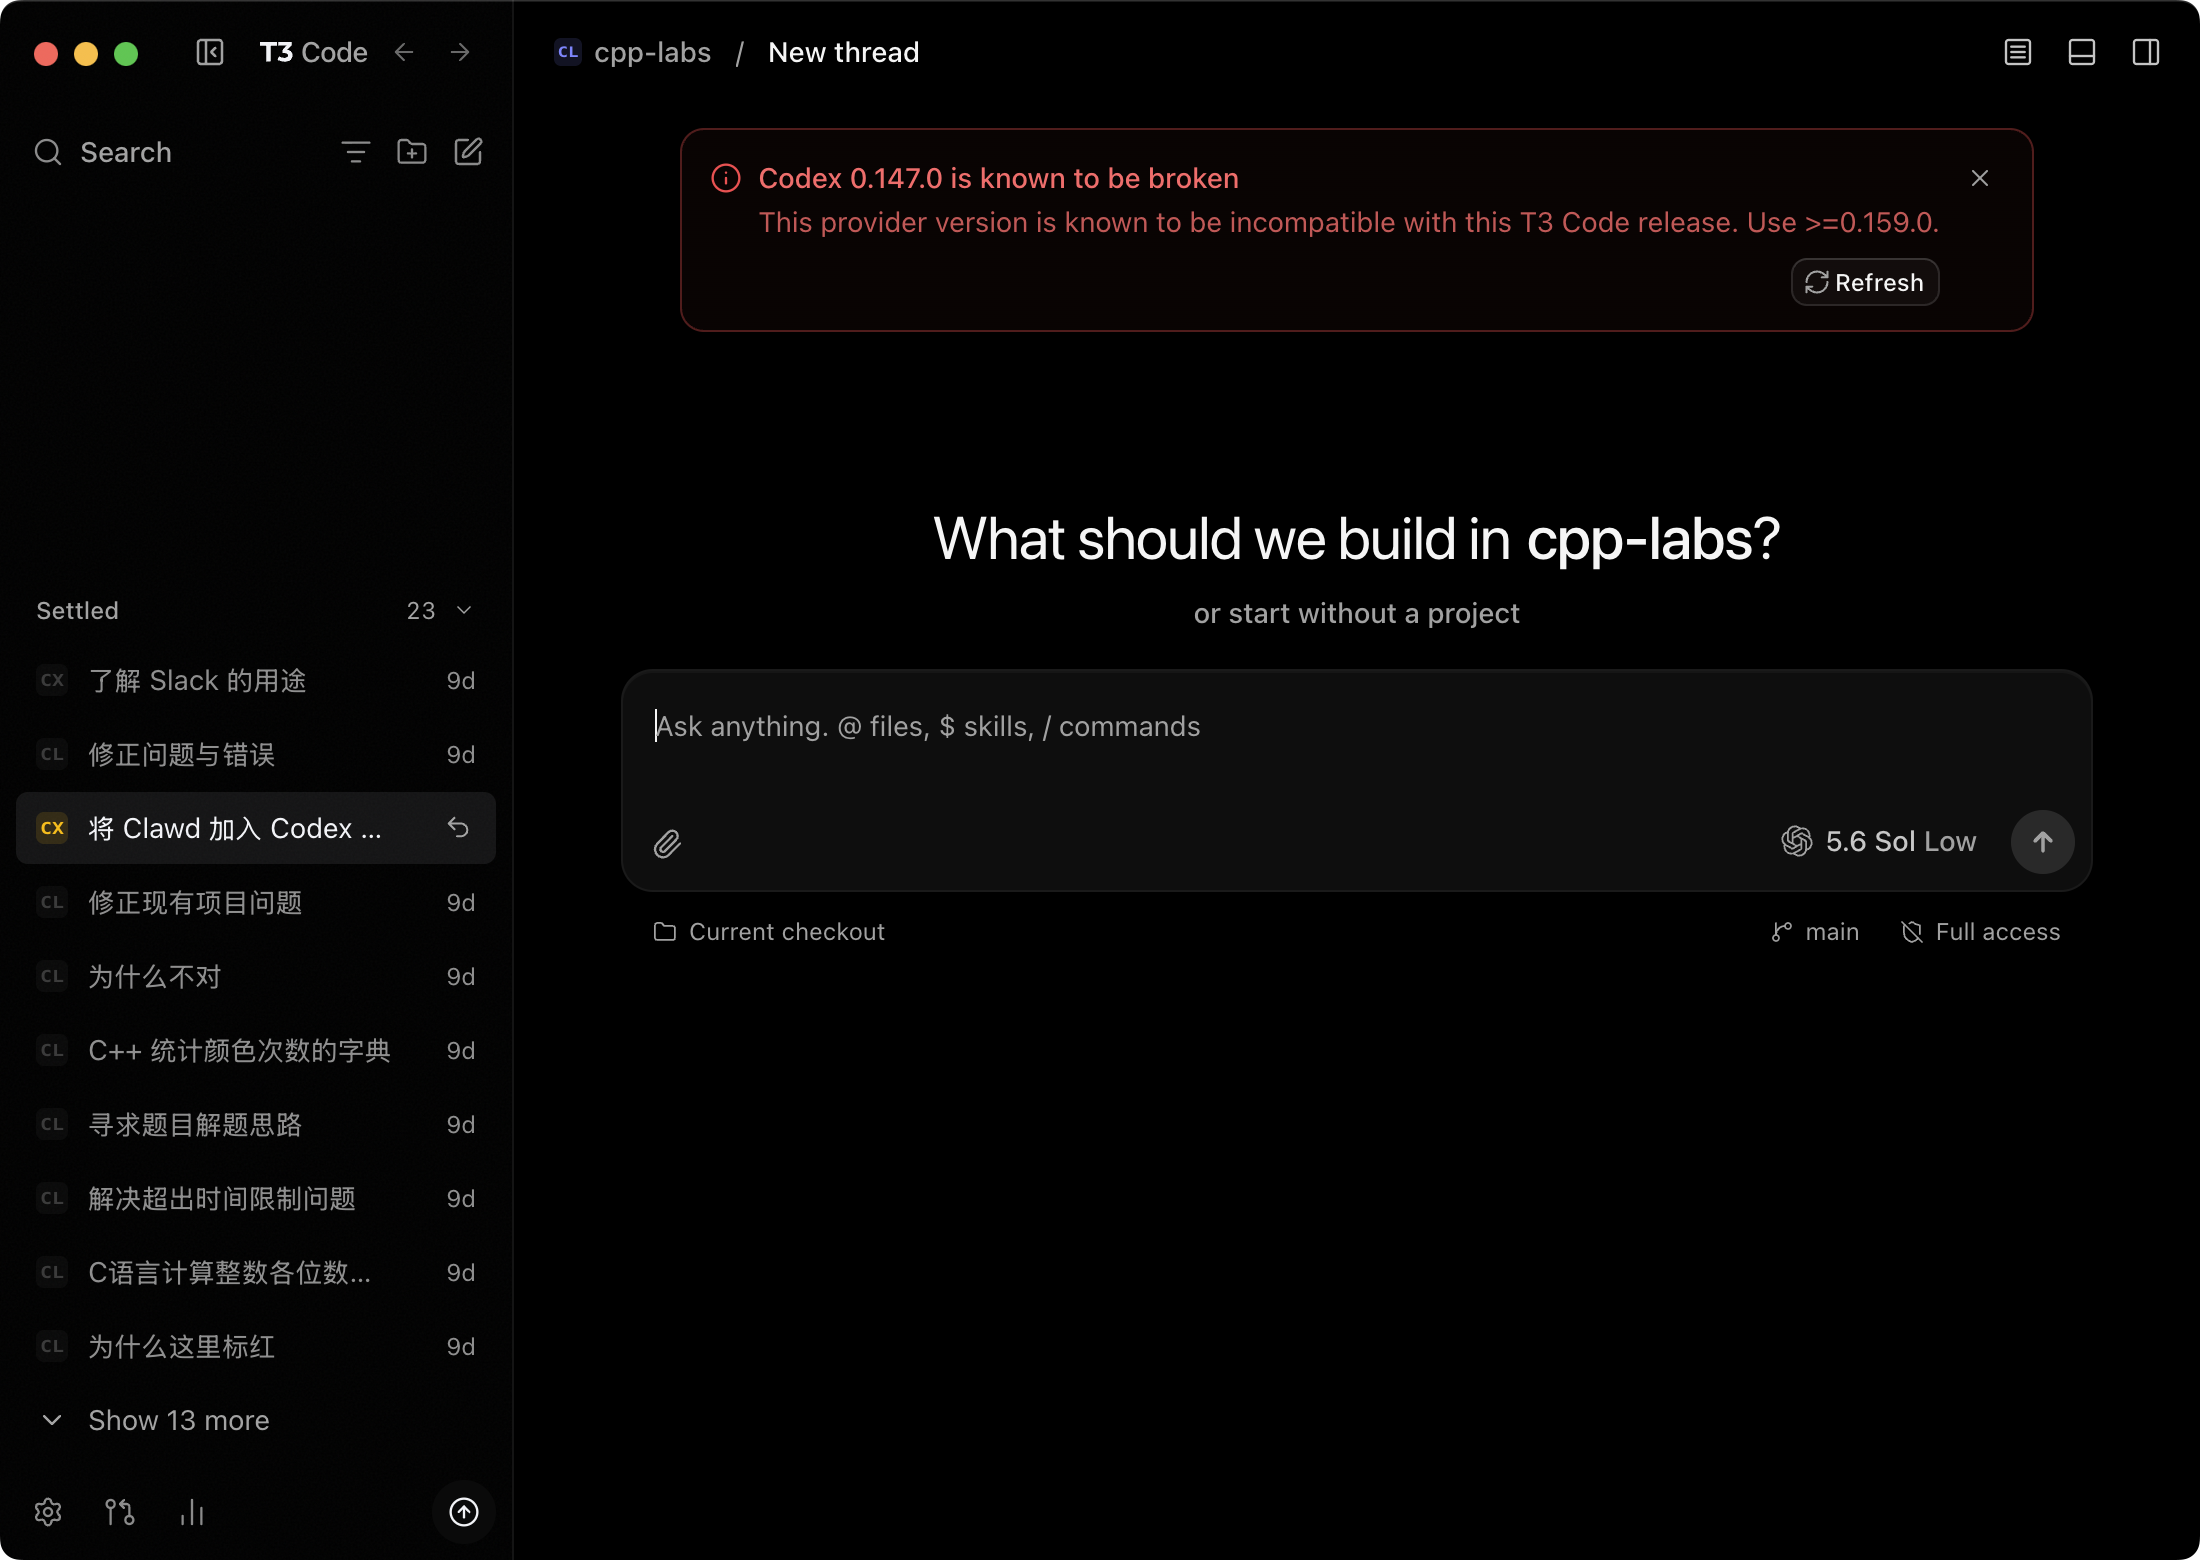 T3 Code
CL cpp-labs / New thread
Search
Codex 0.147.0 is known to be broken
This provider version is known to be incompatible with this T3 Code release. Use >=0.159.0.
Refresh
What should we build in cpp-labs?
or start without a project
Ask anything. @ files, $ skills, / commands
5.6 Sol Low
Current checkout
main
Full access
Settled 23
CX 了解 Slack 的用途 9d
CL 修正问题与错误 9d
CX 将 Clawd 加入 Codex ...
CL 修正现有项目问题 9d
CL 为什么不对 9d
CL C++ 统计颜色次数的字典 9d
CL 寻求题目解题思路 9d
CL 解决超出时间限制问题 9d
CL C语言计算整数各位数... 9d
CL 为什么这里标红 9d
Show 13 more